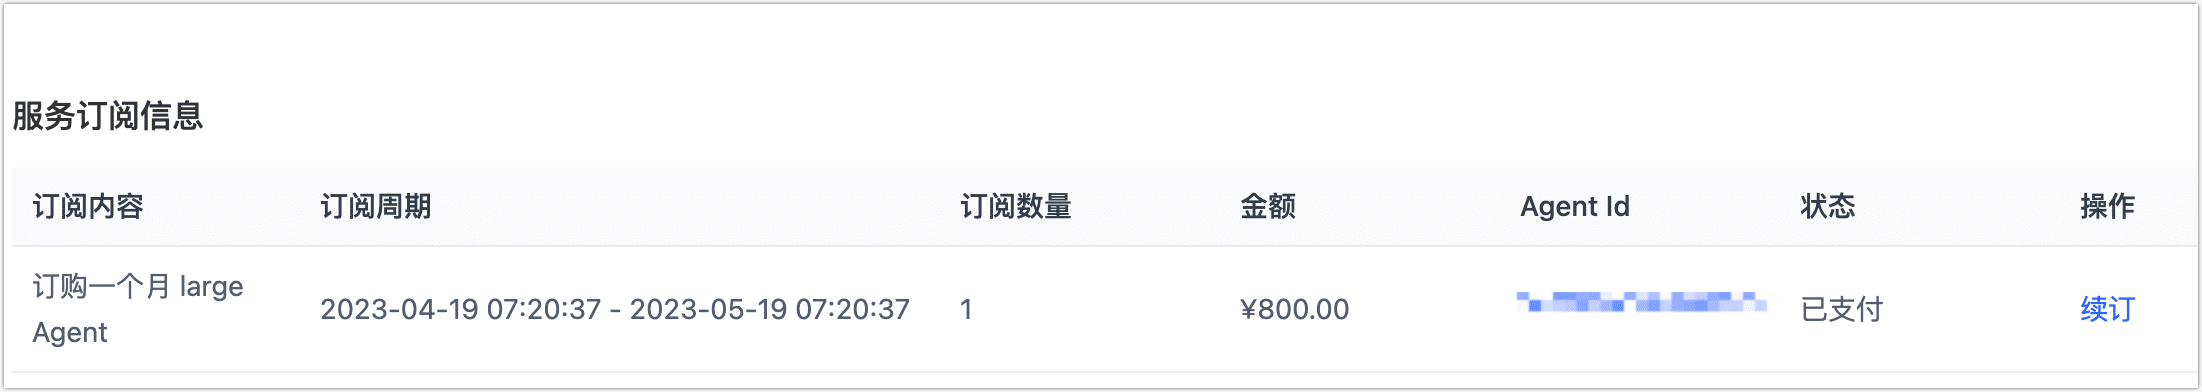 服务订阅信息
订阅内容 订阅周期 订阅数量 金额 Agent Id 状态 操作
订购一个月 large
Agent
2023-04-19 07:20:37 - 2023-05-19 07:20:37 1 ¥800.00 已支付 续订